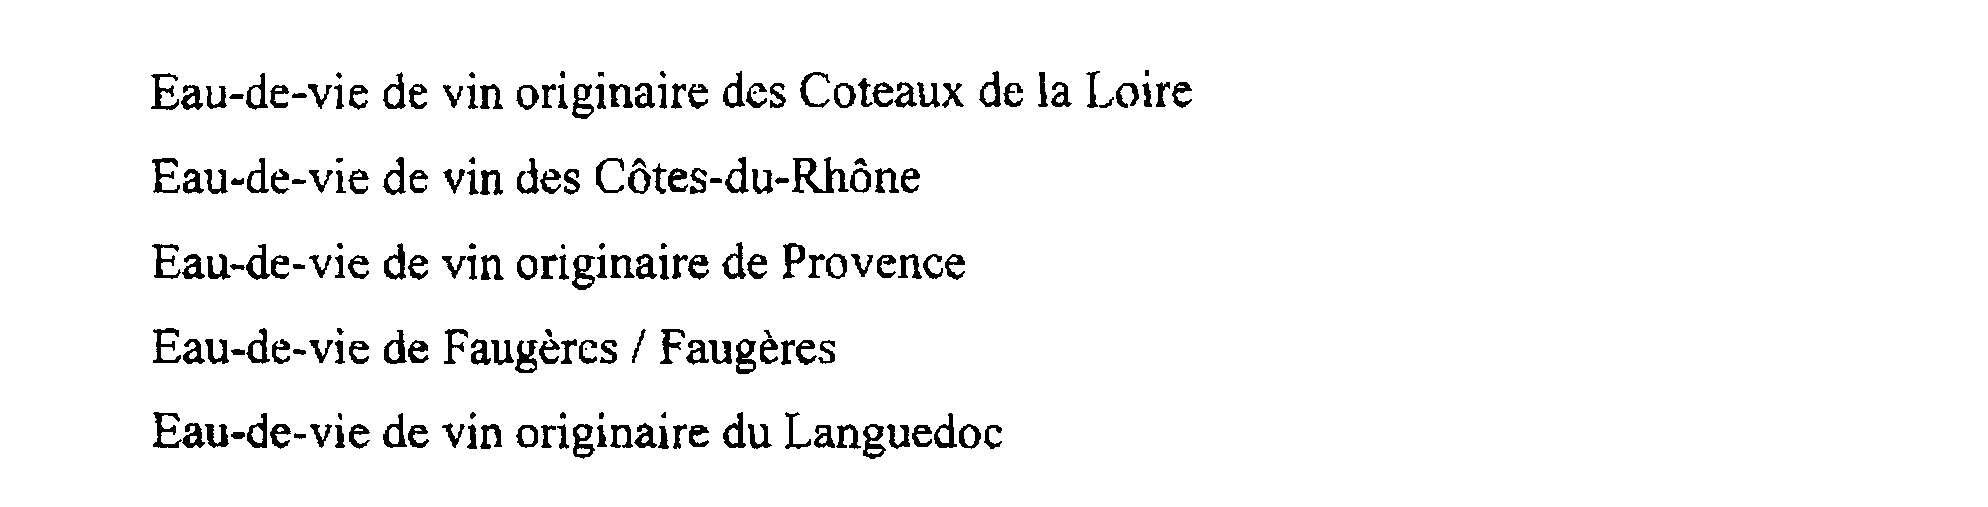 Eau-de-vie de vin originaire des Coteaux de la Loire
Eau-de-vie de vin des Côtes-du-Rhône
Eau-de-vie de vin originaire de Provence
Eau-de-vie de Faugères / Faugères
Eau-de-vie de vin originaire du Languedoc